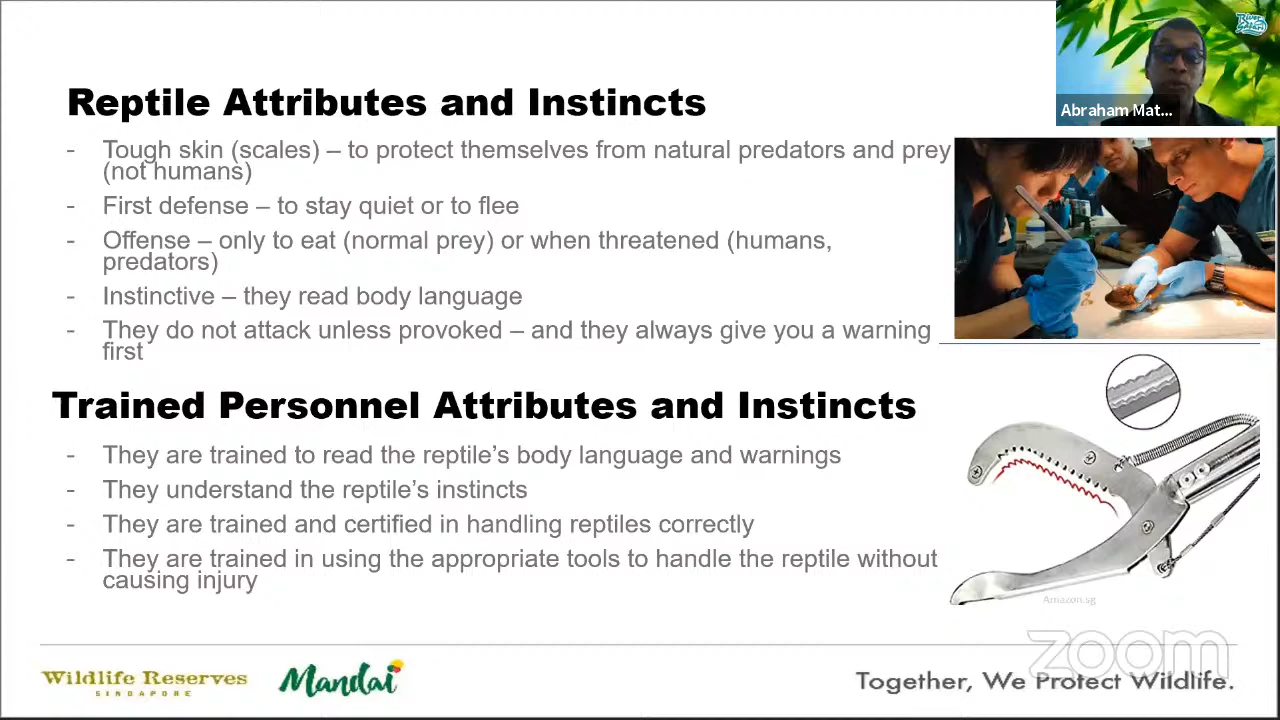 Reptile Attributes and Instincts
- Tough skin (scales) – to protect themselves from natural predators and prey
(not humans)
- First defense – to stay quiet or to flee
- Offense – only to eat (normal prey) or when threatened (humans,
predators)
- Instinctive – they read body language
- They do not attack unless provoked – and they always give you a warning
first
Trained Personnel Attributes and Instincts
- They are trained to read the reptile’s body language and warnings
- They understand the reptile’s instincts
- They are trained and certified in handling reptiles correctly
- They are trained in using the appropriate tools to handle the reptile without
causing injury
Abraham Mat...
Amazon.sg
Wildlife Reserves
SINGAPORE
Mandai
zoom
Together, We Protect Wildlife.